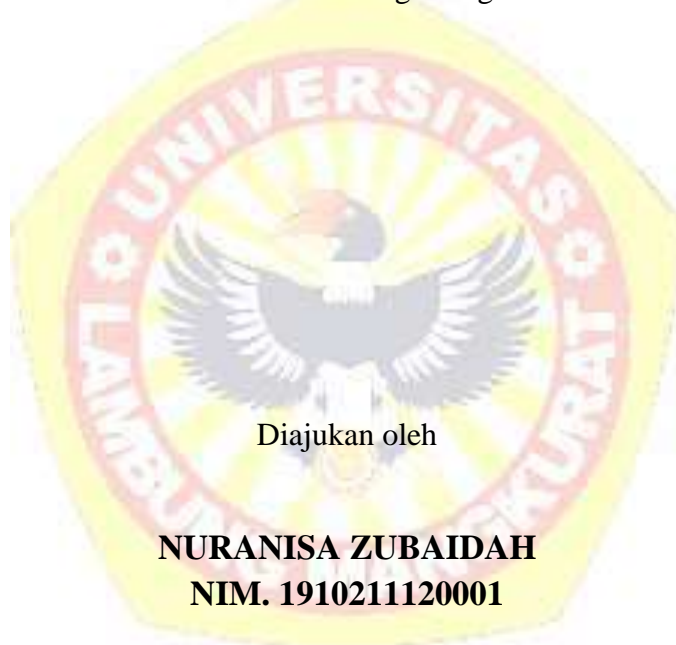 UNIVERSITAS
LAMBUNG MANGKURAT
Diajukan oleh
NURANISA ZUBAIDAH
NIM. 1910211120001